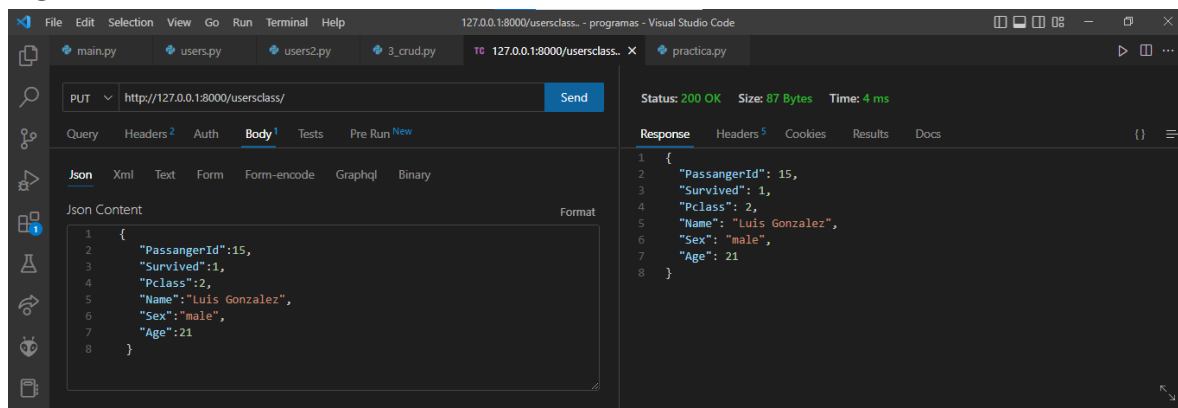 File Edit Selection View Go Run Terminal Help 127.0.0.1:8000/usersclass.. - programas - Visual Studio Code
main.py users.py users2.py 3_crud.py TC 127.0.0.1:8000/usersclass.. practica.py
PUT http://127.0.0.1:8000/usersclass/ Send
Query Headers 2 Auth Body 1 Tests Pre Run New
Json Xml Text Form Form-encode Graphql Binary
Json Content Format
1 {
2 "PassangerId":15,
3 "Survived":1,
4 "Pclass":2,
5 "Name":"Luis Gonzalez",
6 "Sex":"male",
7 "Age":21
8 }
Status: 200 OK Size: 87 Bytes Time: 4 ms
Response Headers 5 Cookies Results Docs {}
1 {
2 "PassangerId": 15,
3 "Survived": 1,
4 "Pclass": 2,
5 "Name": "Luis Gonzalez",
6 "Sex": "male",
7 "Age": 21
8 }
1